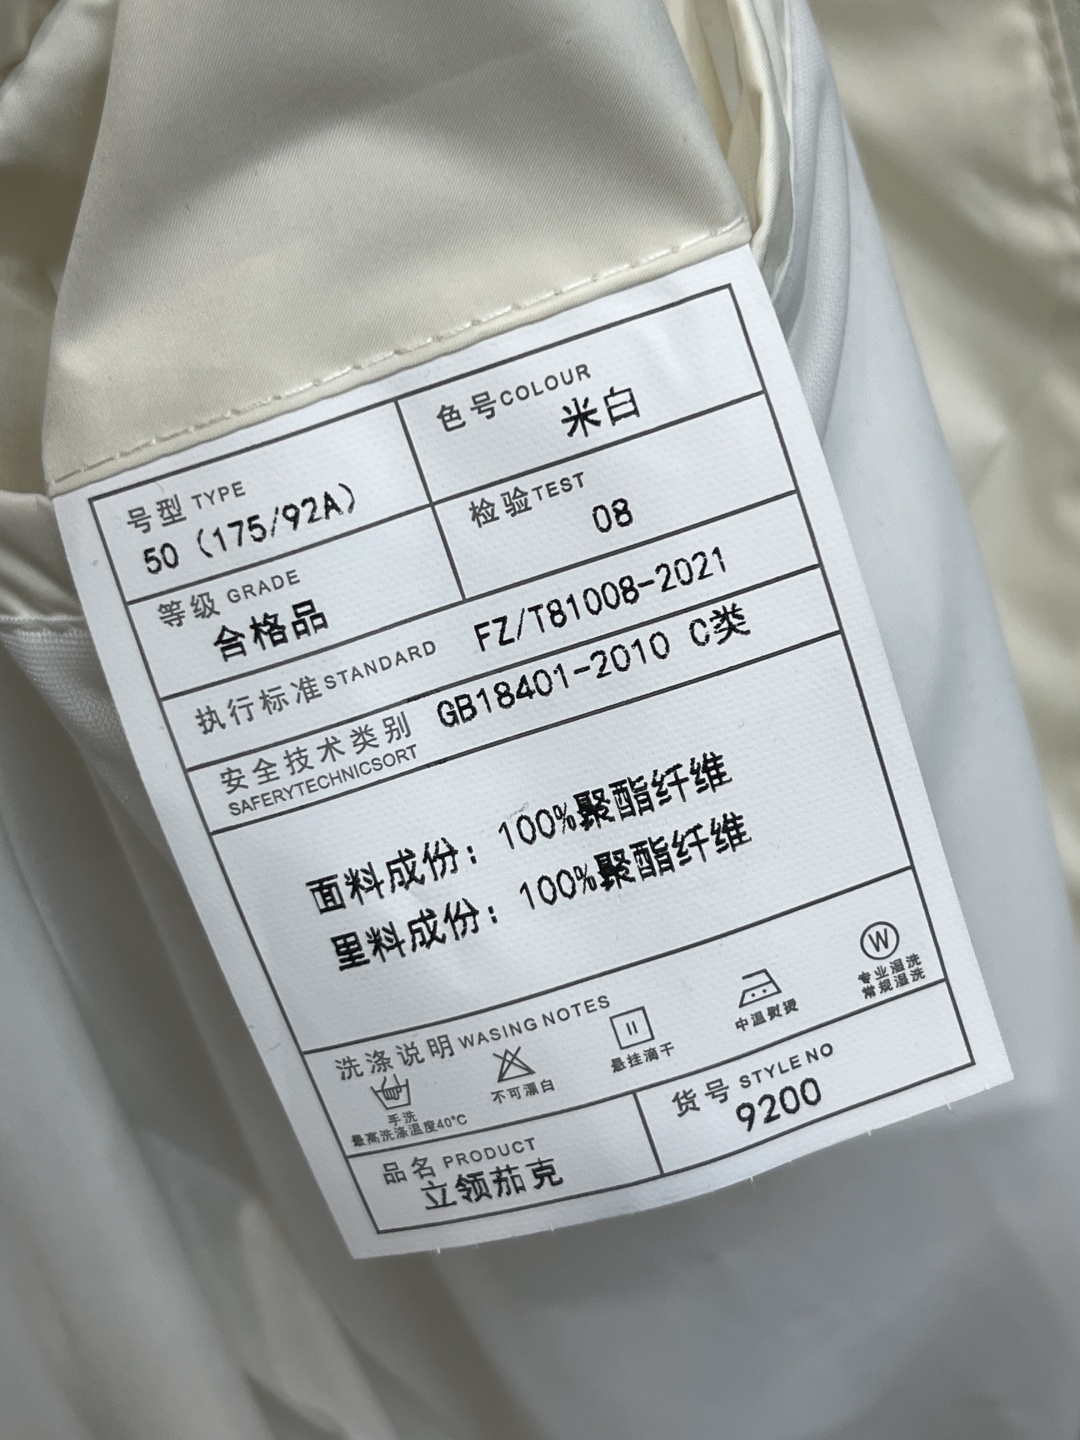 号型 TYPE
50（175/92A）
色号COLOUR
米白
等级 GRADE
合格品
检验TEST
08
执行标准STANDARD FZ/T81008-2021
安全技术类别 GB18401-2010 C类
SAFERYTECHNICSORT
面料成份：100%聚酯纤维
里料成份：100%聚酯纤维
洗涤说明WASING NOTES
手洗
最高洗涤温度40°C
不可漂白
悬挂滴干
中温熨烫
W
专业湿洗
常规湿洗
品名 PRODUCT
立领茄克
货号 STYLE NO
9200